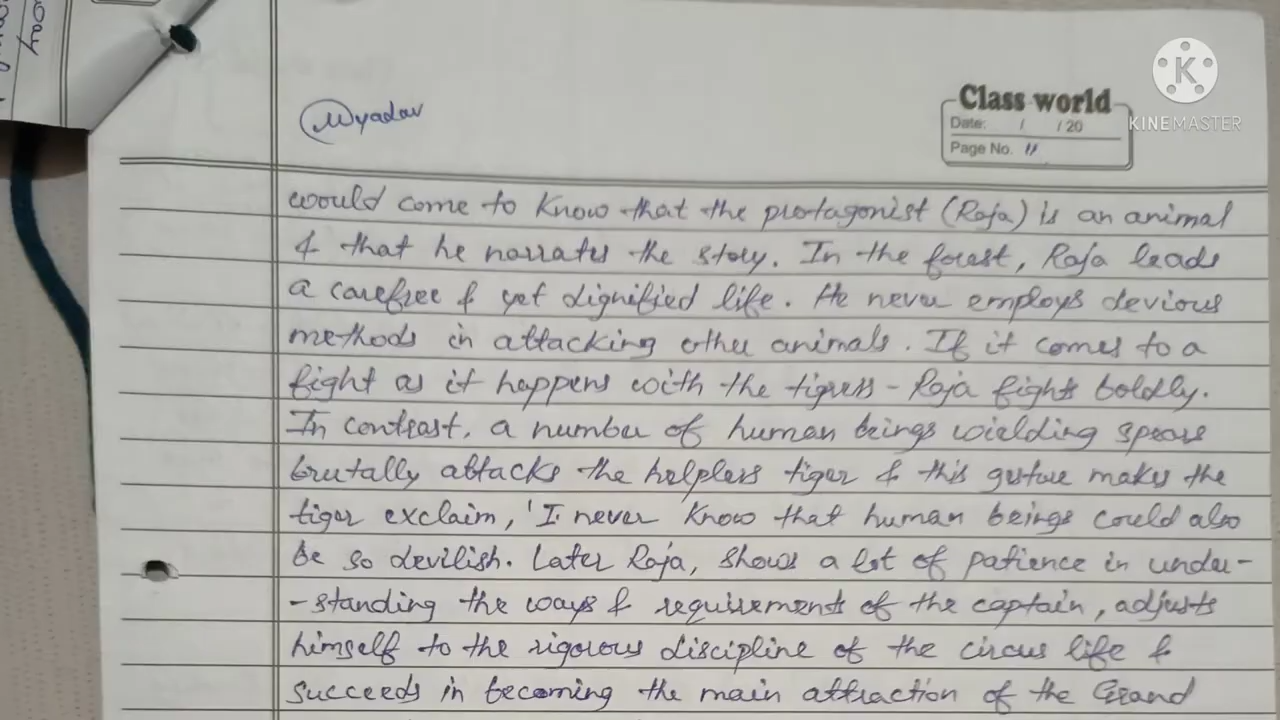 yadav
Class world
Date: / / 20
Page No. 11
K
KINEMASTER
would come to know that the protagonist (Raja) is an animal
& that he narrates the story. In the forest, Raja leads
a carefree & yet dignified life. He never employs devious
methods in attacking other animals. If it comes to a
fight as it happens with the tigress - Raja fights boldly.
In contrast, a number of human beings wielding spears
brutally attacks the helpless tiger & this gesture makes the
tiger exclaim, 'I never know that human beings could also
be so devilish. Later Raja, shows a lot of patience in under-
-standing the ways & requirements of the captain, adjusts
himself to the rigorous discipline of the circus life &
succeeds in becoming the main attraction of the Grand